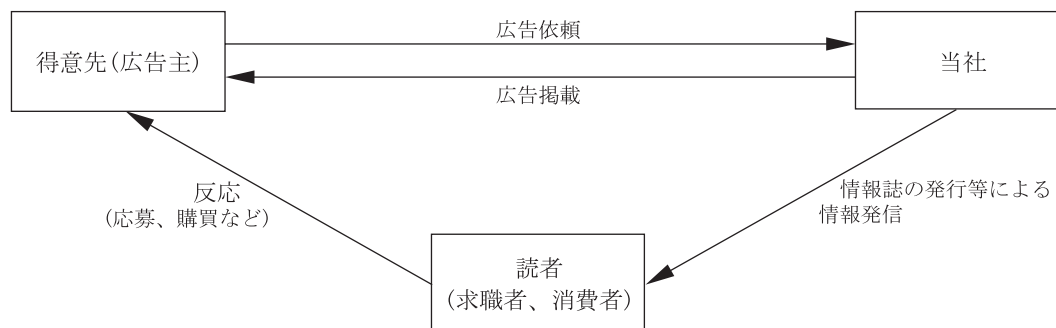 広告依頼
得意先(広告主)
当社
広告掲載
反応
(応募、購買など)
情報誌の発行等による
情報発信
読者
(求職者、消費者)